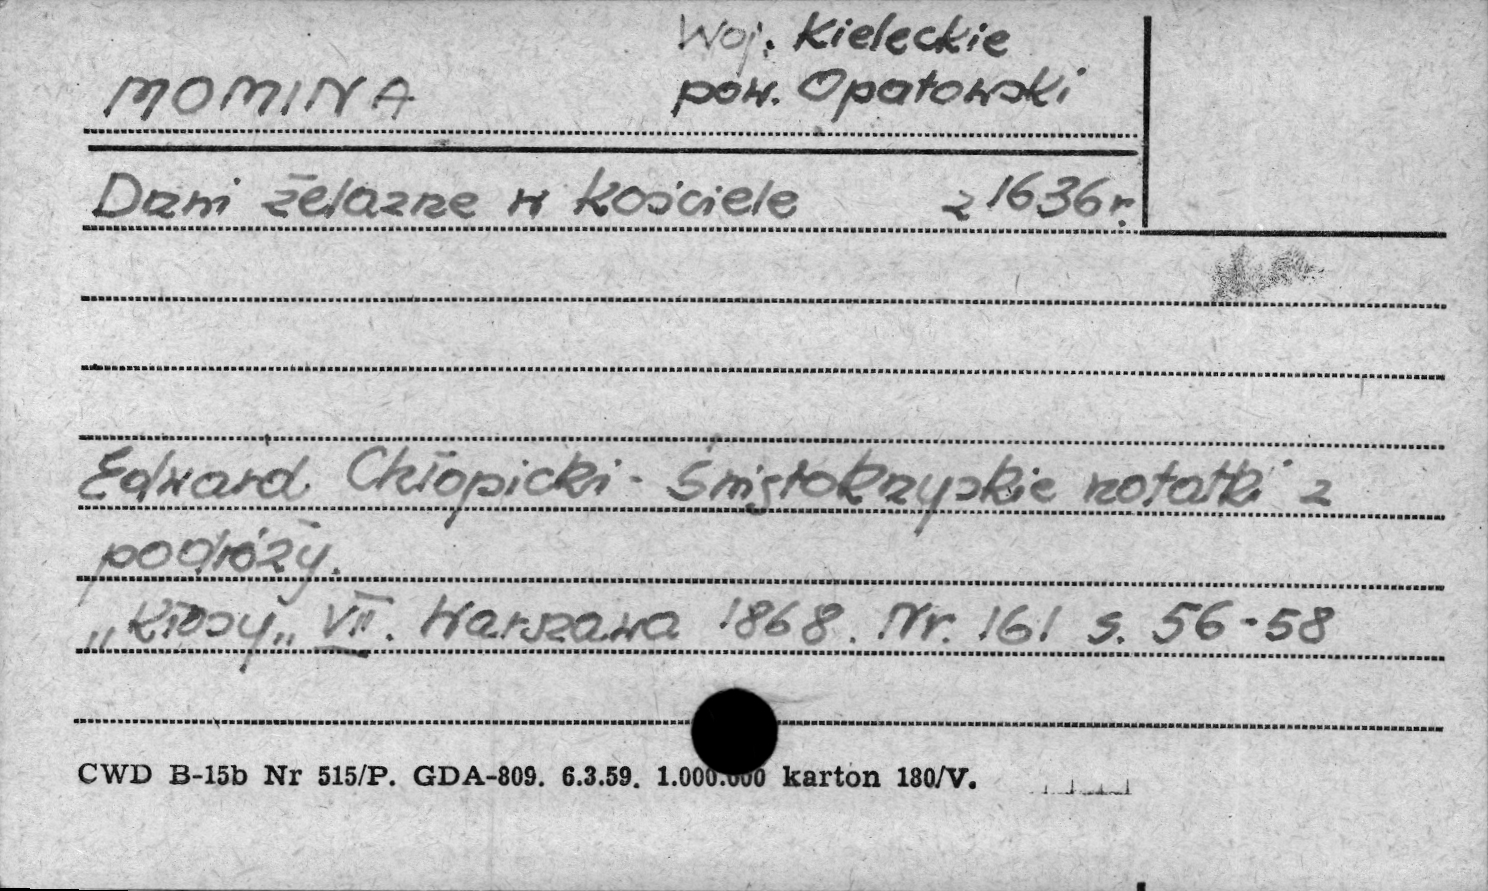 Woj. Kieleckie
MOMINA pow. Opatowski
Drzwi żelazne w kościele z 1636 r.
Edward Chłopicki - Świętokrzyskie notatki z
podróży.
„Kłosy„ VII. Warszawa 1868. Nr. 161 s. 56-58
CWD B-15b Nr 515/P. GDA-809. 6.3.59. 1.000.000 karton 180/V.